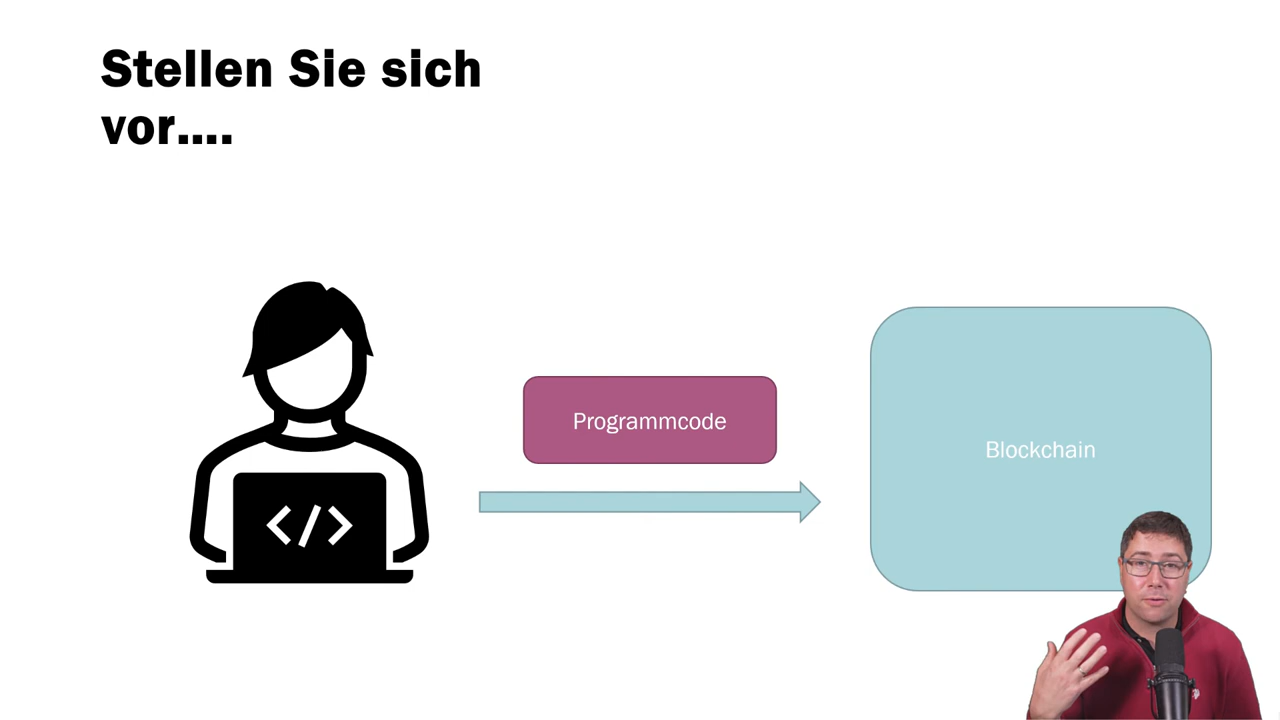 Stellen Sie sich
vor....
Programmcode
Blockchain
</>